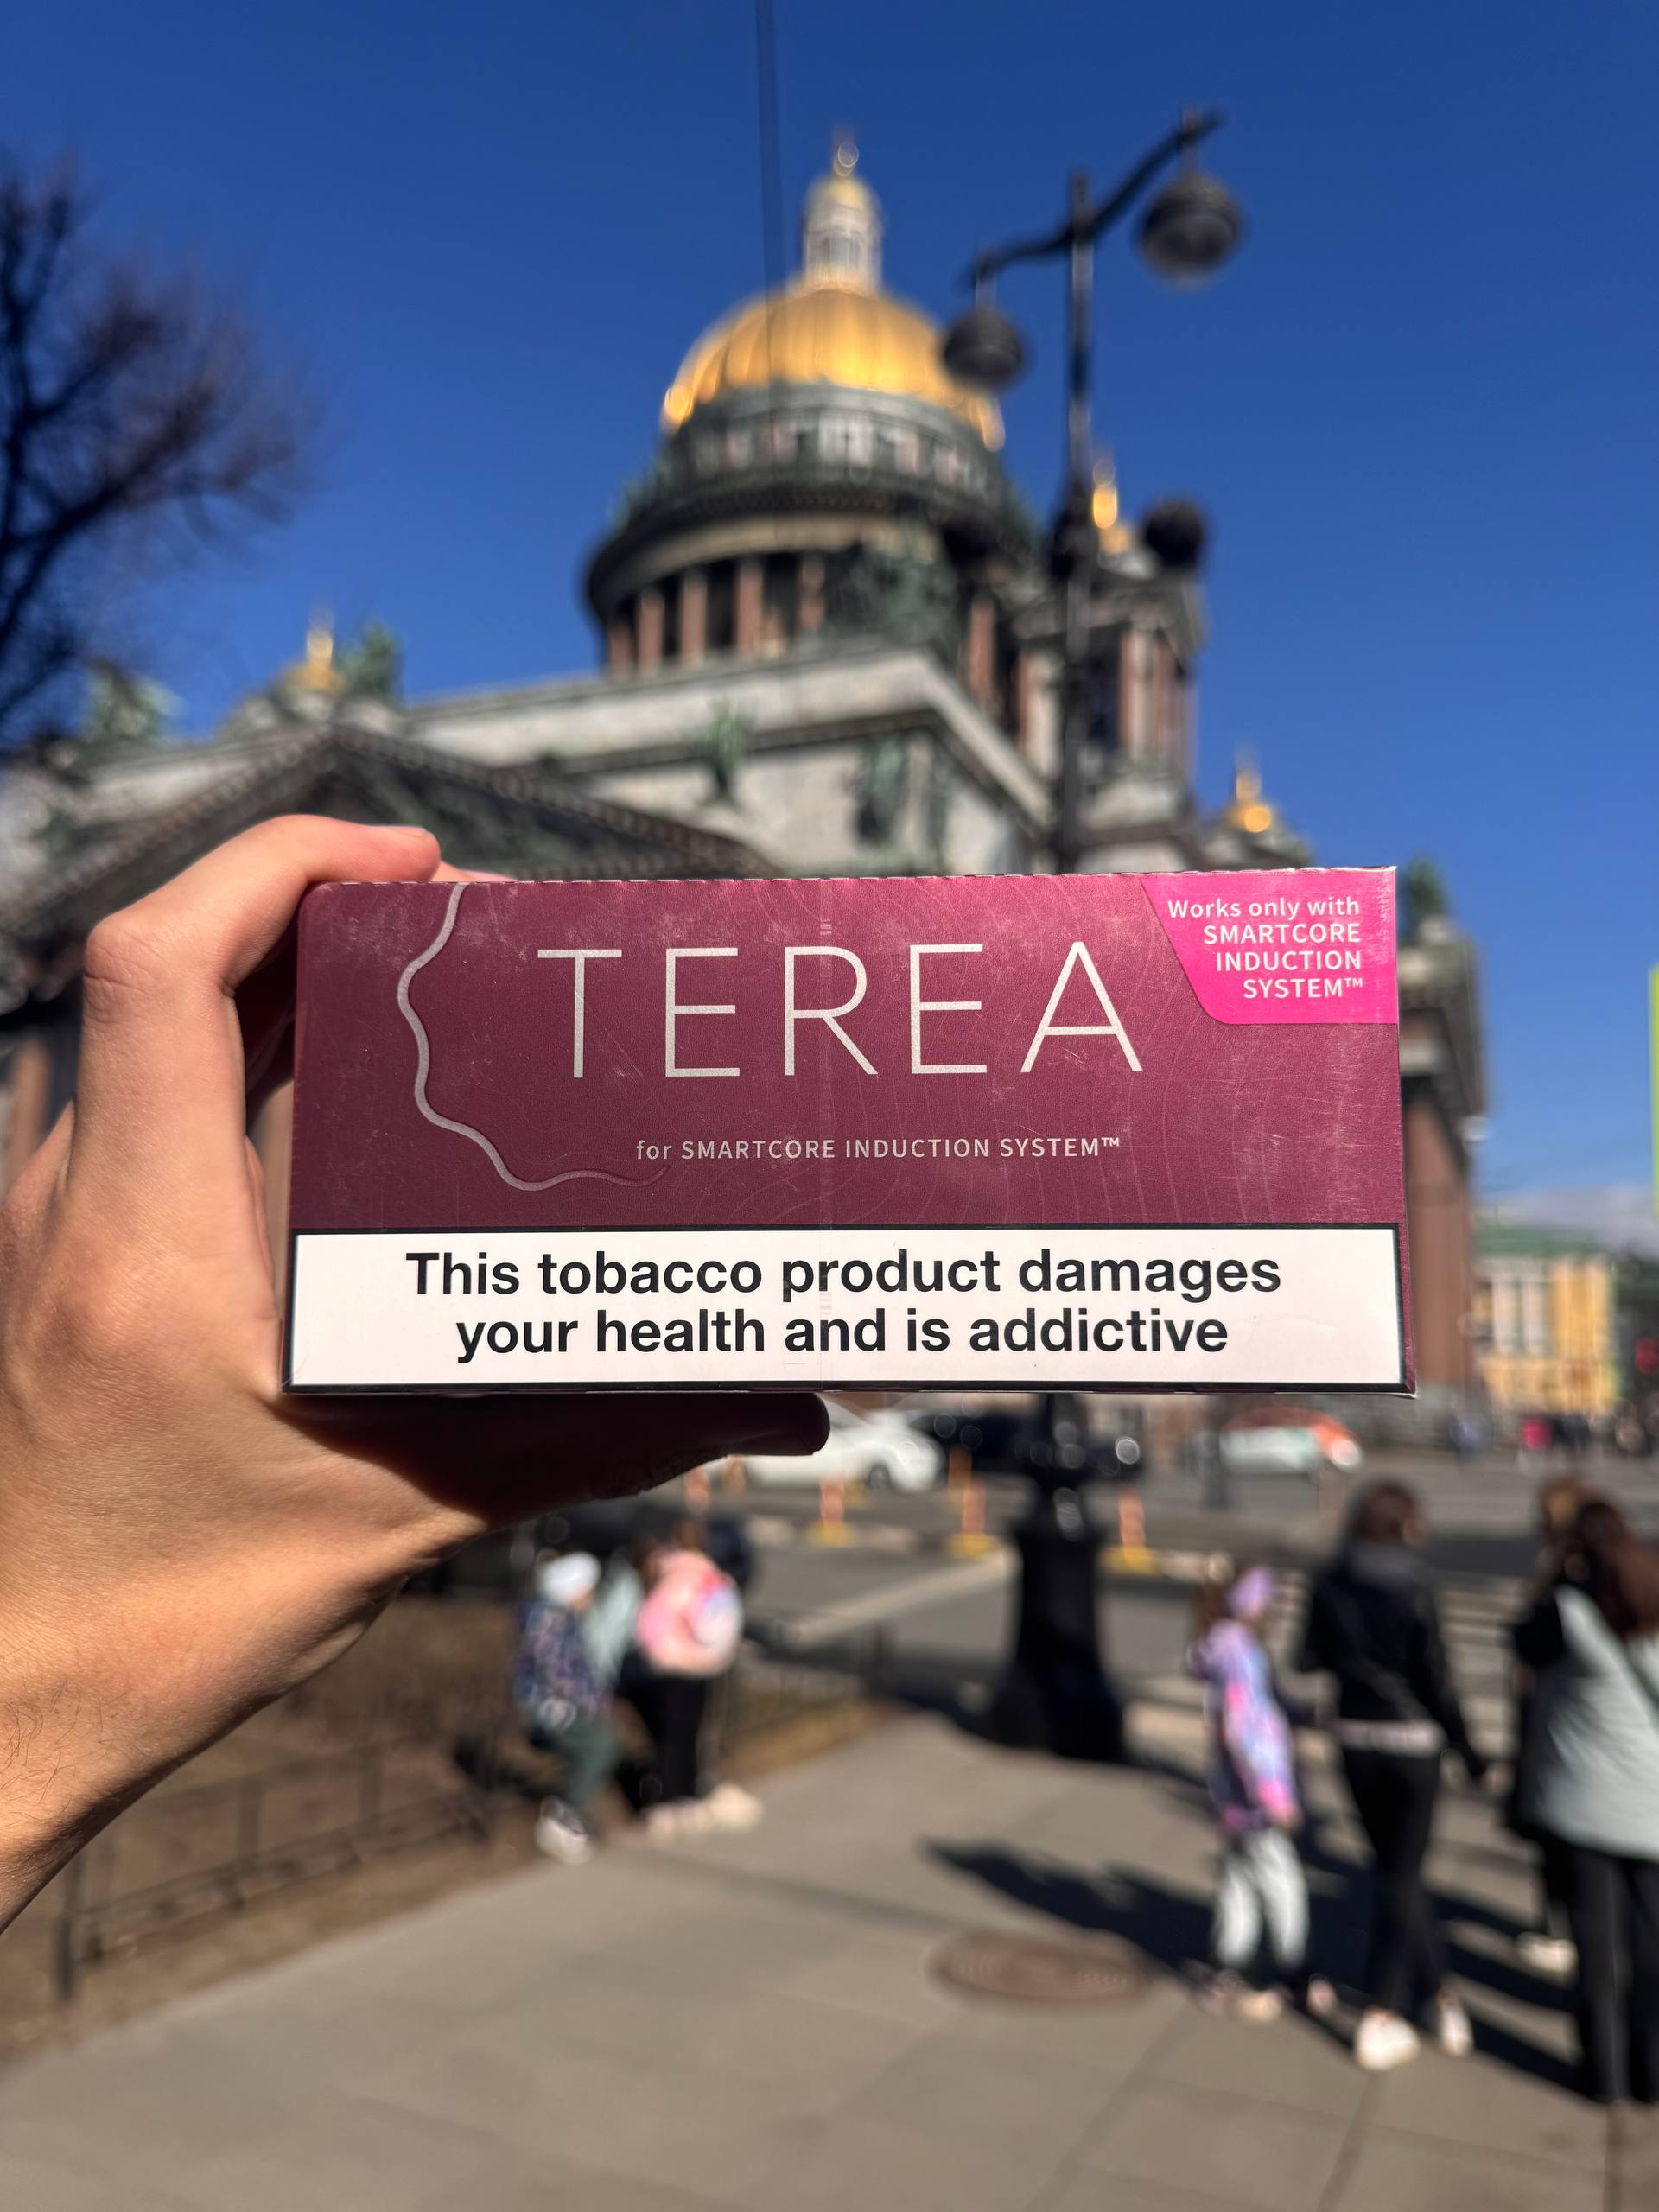 TEREA
Works only with
SMARTCORE
INDUCTION
SYSTEM™
for SMARTCORE INDUCTION SYSTEM™
This tobacco product damages
your health and is addictive